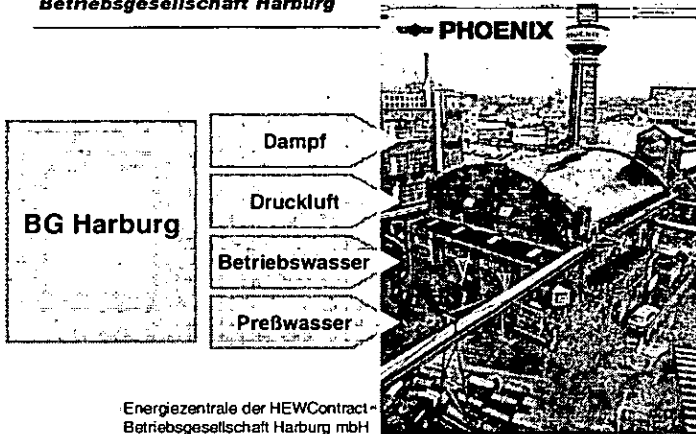 Betriebsgesellschaft Harburg
PHOENIX
BG Harburg
Dampf
Druckluft
Betriebswasser
Preßwasser
Energiezentrale der HEWContract-
Betriebsgesellschaft Harburg mbH